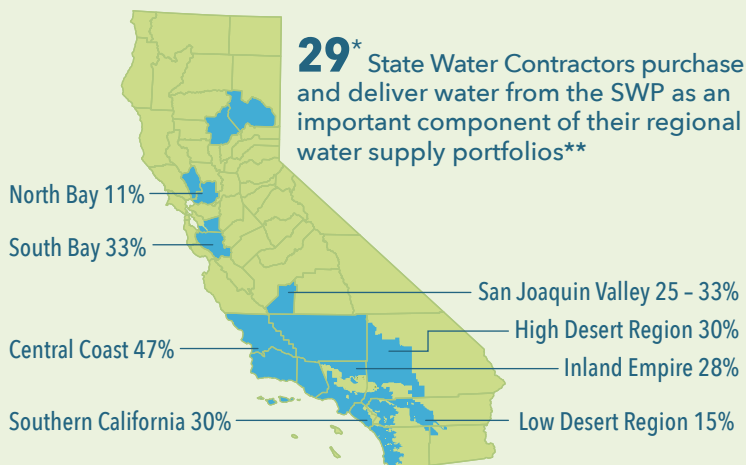 29* State Water Contractors purchase
and deliver water from the SWP as an
important component of their regional
water supply portfolios**
North Bay 11%
South Bay 33%
San Joaquin Valley 25 – 33%
High Desert Region 30%
Central Coast 47%
Inland Empire 28%
Southern California 30%
Low Desert Region 15%